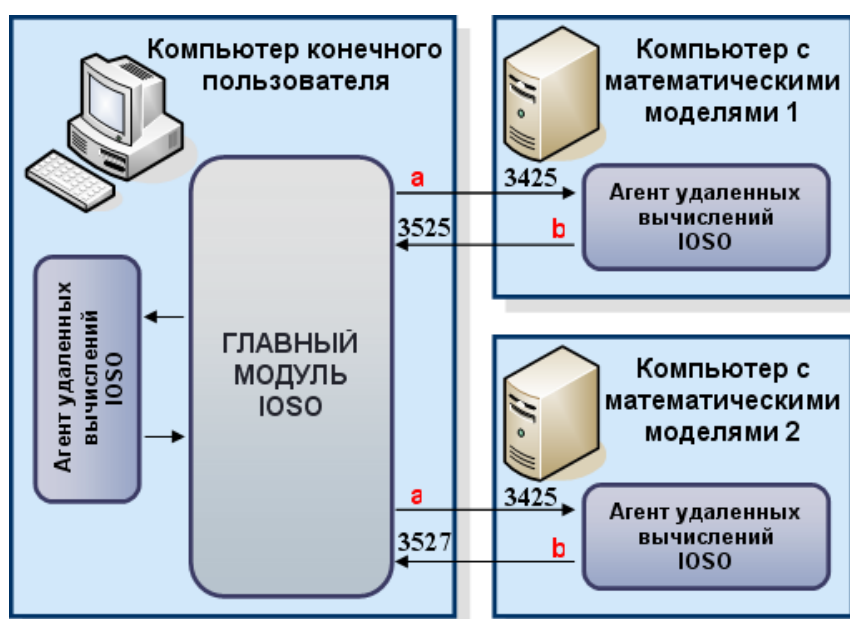 Компьютер конечного
пользователя
Агент удаленных
вычислений
IOSO
ГЛАВНЫЙ
МОДУЛЬ
IOSO
a
3425
3525
b
a
3425
3527
b
Компьютер с
математическими
моделями 1
Агент удаленных
вычислений
IOSO
Компьютер с
математическими
моделями 2
Агент удаленных
вычислений
IOSO